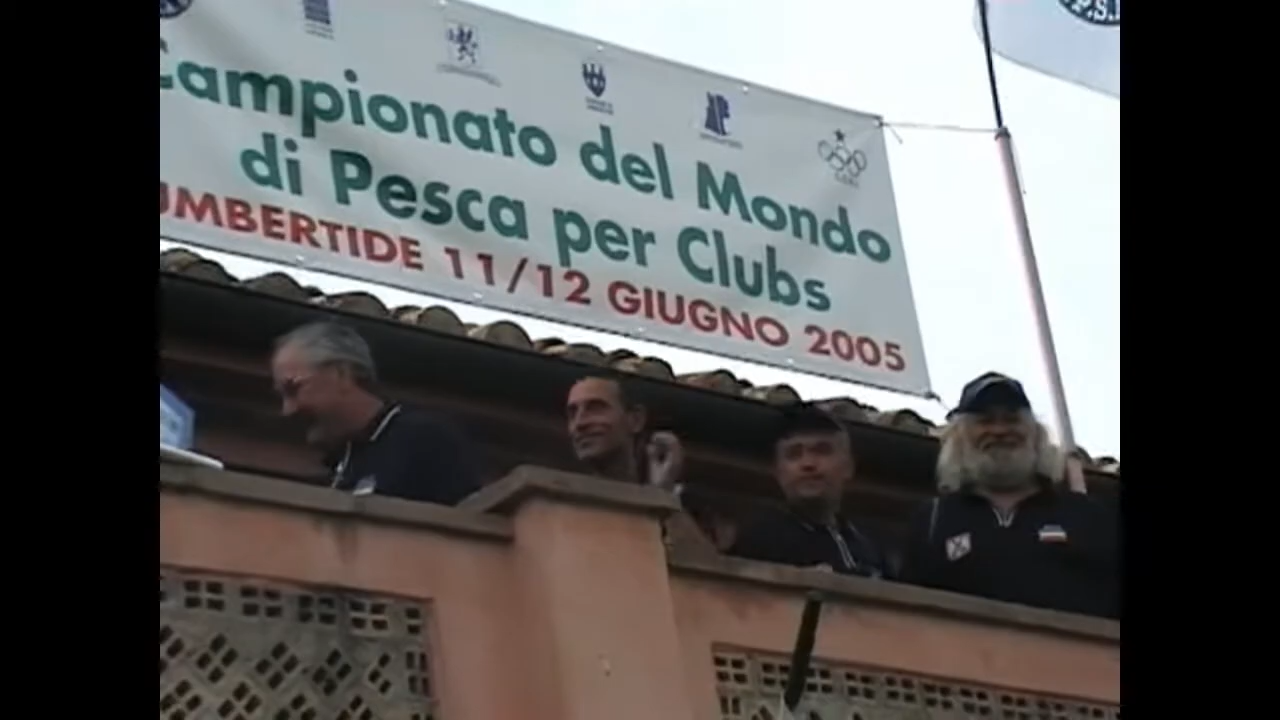 Campionato del Mondo
di Pesca per Clubs
UMBERTIDE 11/12 GIUGNO 2005